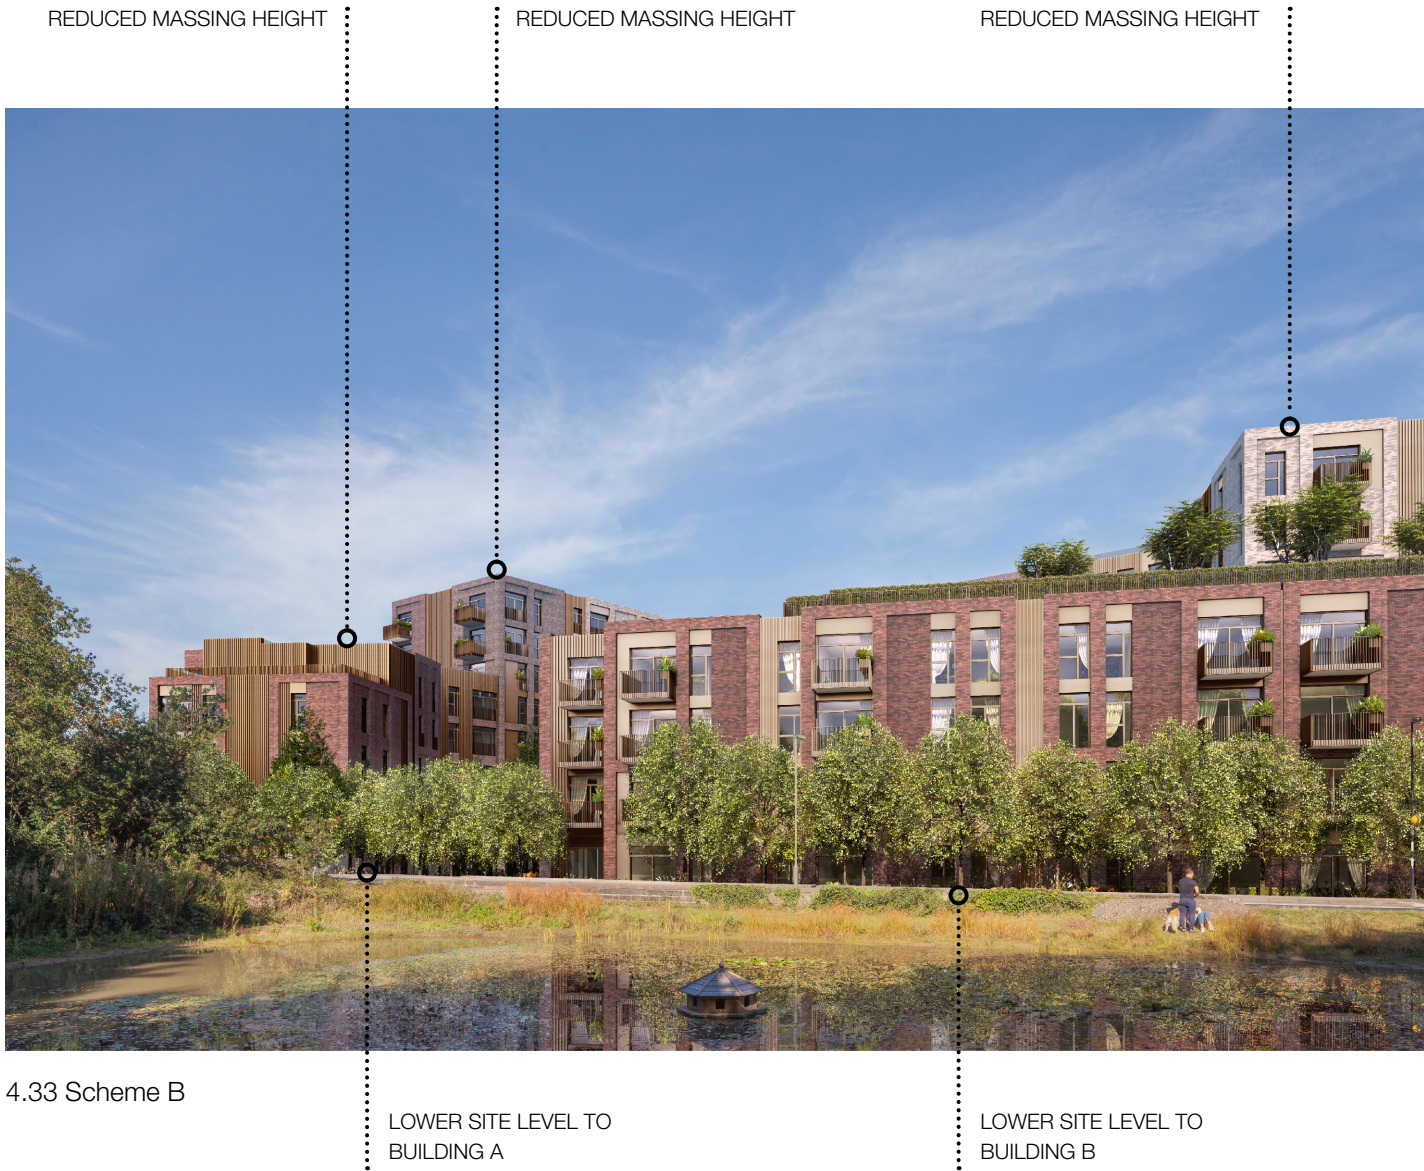 REDUCED MASSING HEIGHT
REDUCED MASSING HEIGHT
REDUCED MASSING HEIGHT
4.33 Scheme B
LOWER SITE LEVEL TO
BUILDING A
LOWER SITE LEVEL TO
BUILDING B